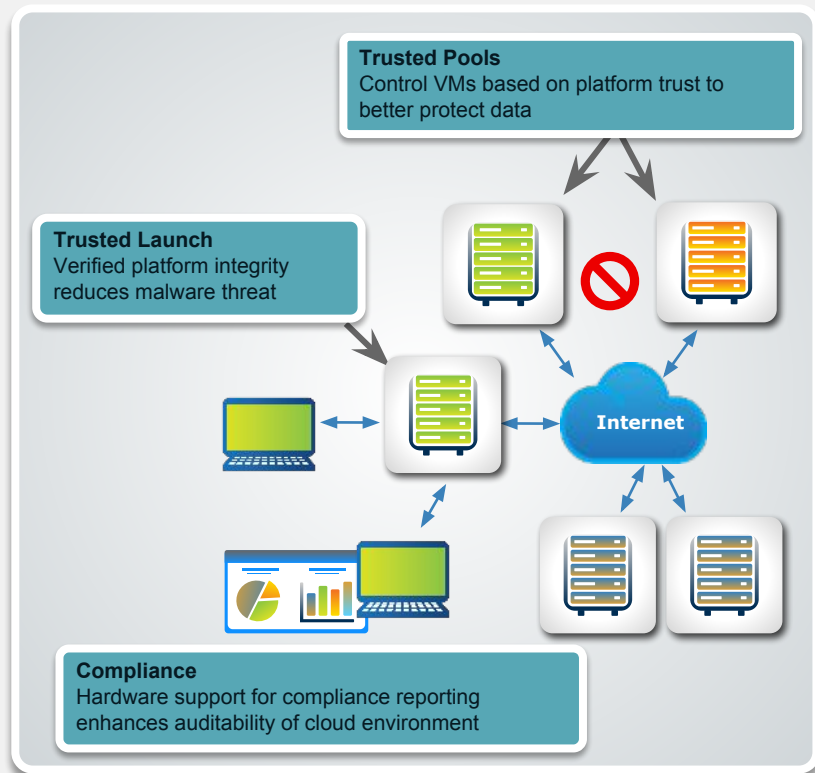 Trusted Pools
Control VMs based on platform trust to
better protect data
Trusted Launch
Verified platform integrity
reduces malware threat
Internet
Compliance
Hardware support for compliance reporting
enhances auditability of cloud environment